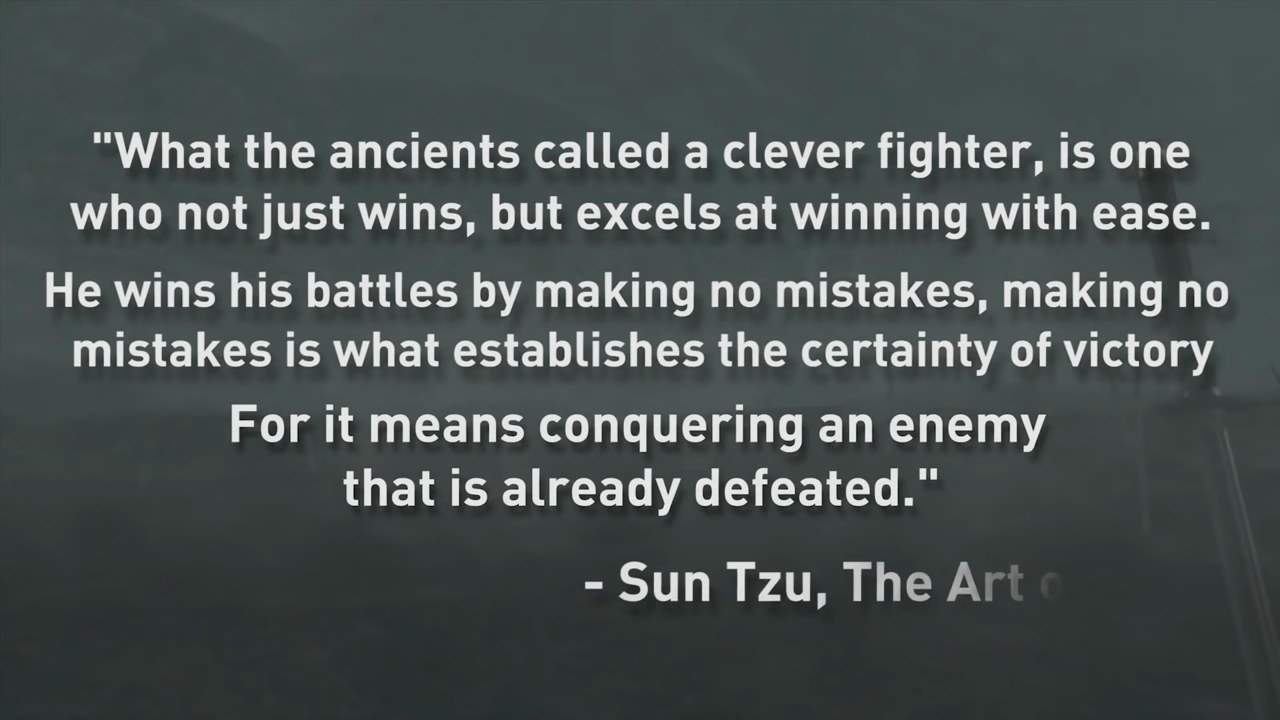 "What the ancients called a clever fighter, is one
who not just wins, but excels at winning with ease.
He wins his battles by making no mistakes, making no
mistakes is what establishes the certainty of victory
For it means conquering an enemy
that is already defeated."
- Sun Tzu, The Art o